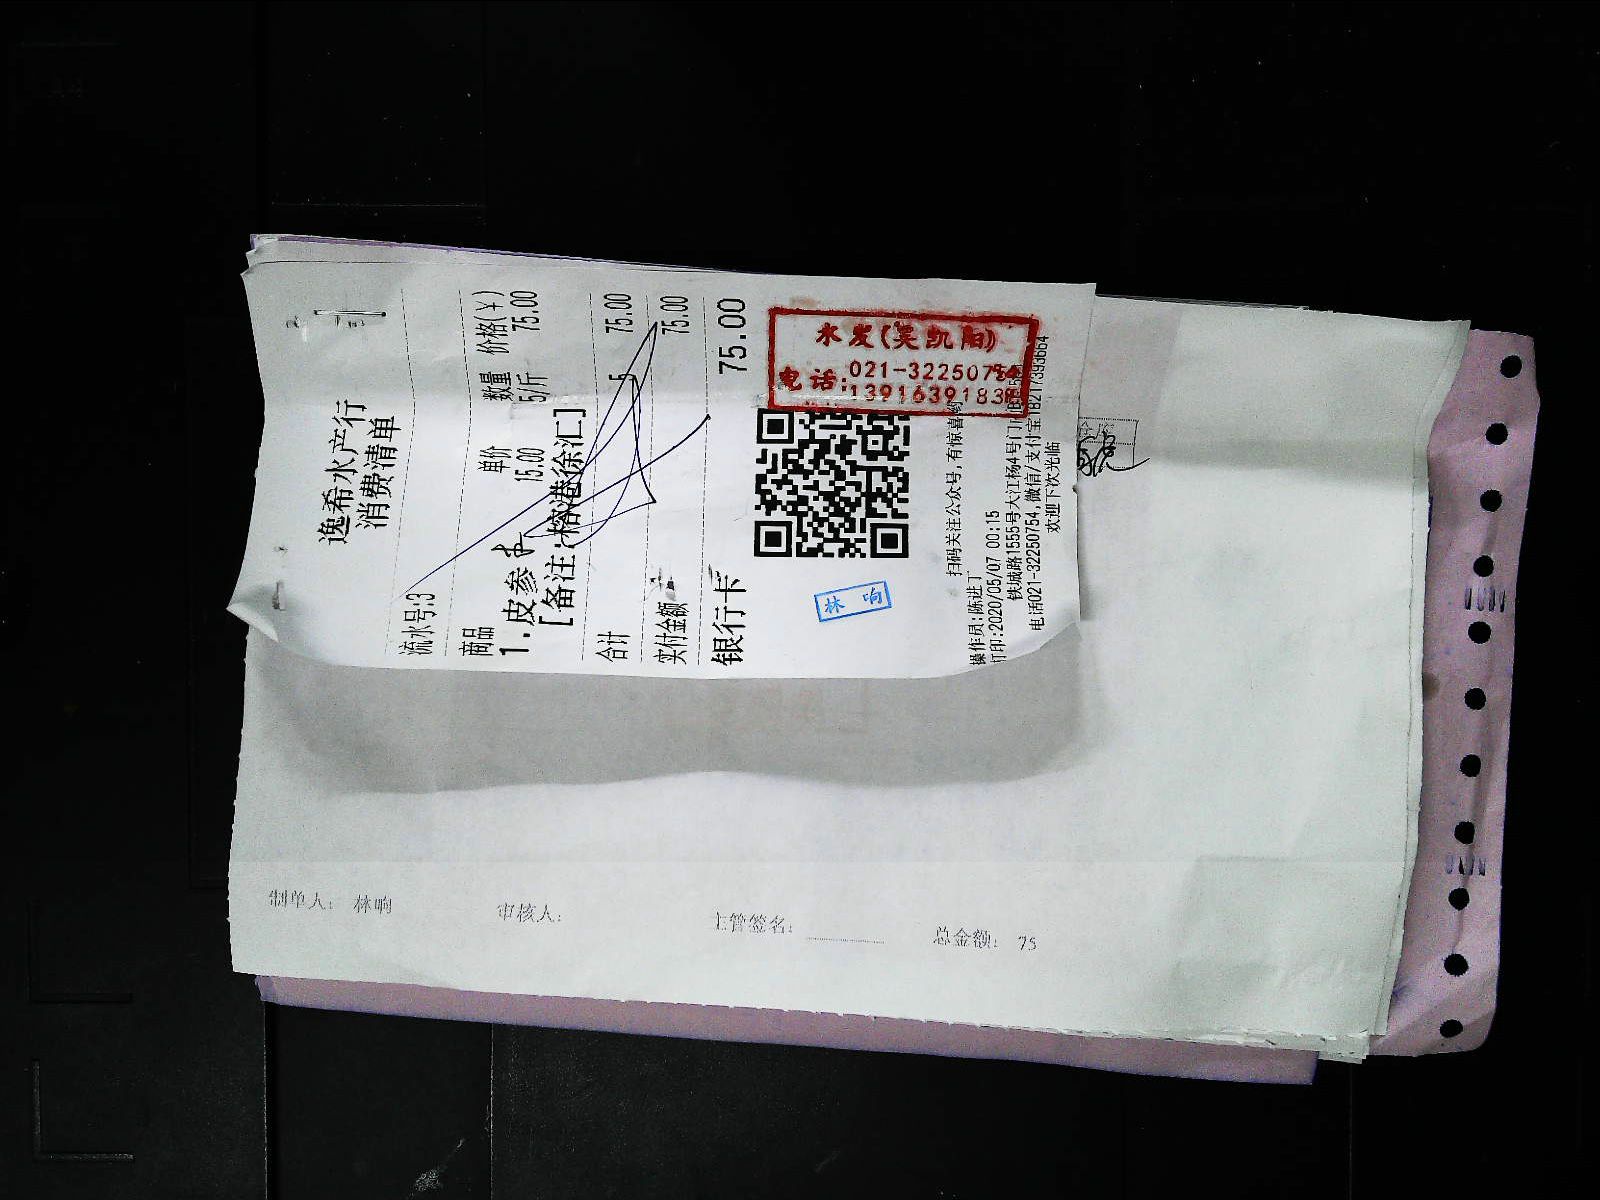 逸希水产行
消费清单
流水号:3
商品 单价 数量 价格(¥)
1.皮参 15.00 5/斤 75.00
[备注:榕港徐汇]
合计 5 75.00
实付金额 75.00
银行卡 75.00
水发(吴凯阳)
电话:021-32250754
林响
扫码关注公众号,有惊喜哟
操作员:陈进丁
打印:2020/05/07 00:15
铁城路1555号大江杨4号门
电话021-32250754,微信/支付宝18217393664
欢迎下次光临
制单人: 林响 审核人: 主管签名: 总金额: 75